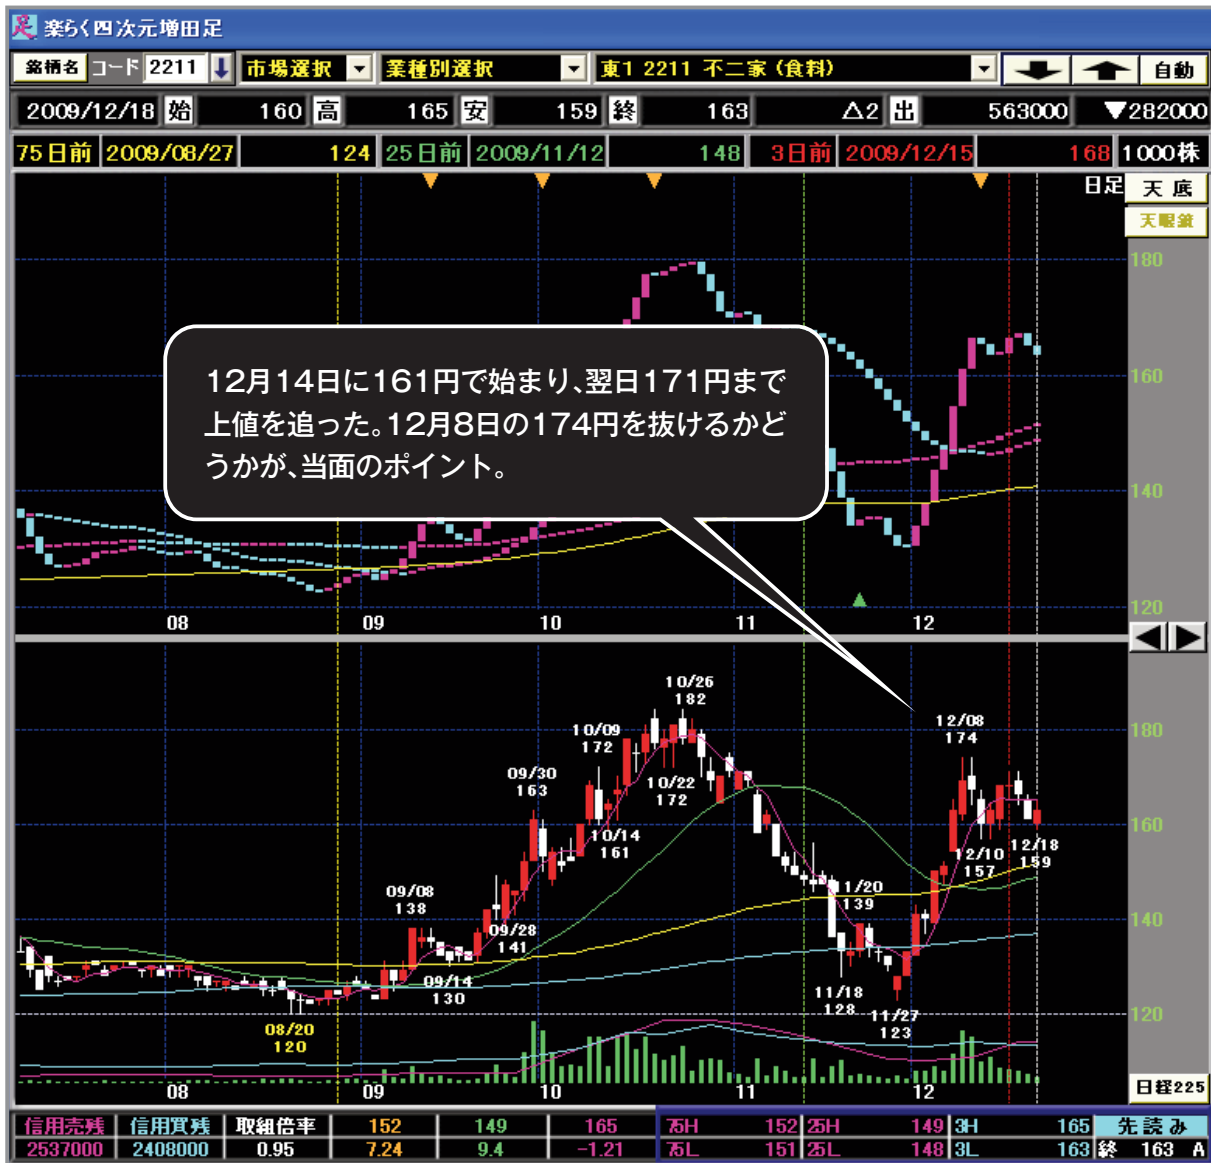 楽らく四次元増田足
銘柄名 コード 2211 市場選択 業種別選択 東1 2211 不二家 (食料) 自動
2009/12/18 始 160 高 165 安 159 終 163 △2 出 563000 ▼282000
75日前 2009/08/27 124 25日前 2009/11/12 148 3日前 2009/12/15 168 1000株
日足 天底
天眼鏡
180
160
140
120
12月14日に161円で始まり、翌日171円まで
上値を追った。12月8日の174円を抜けるかど
うかが、当面のポイント。
08 09 10 11 12
10/26
182
12/08
174
10/09
172
09/30
163
10/22
172
10/14
161
12/10
157
12/18
159
09/08
138
11/20
139
09/28
141
09/14
130
11/18
128
11/27
123
08/20
120
180
160
140
120
08 09 10 11 12
日経225
信用売残 信用買残 取組倍率 152 149 165 75H 152 25H 149 3H 165 先読み
2537000 2408000 0.95 7.24 9.4 -1.21 75L 151 25L 148 3L 163 終 163 A